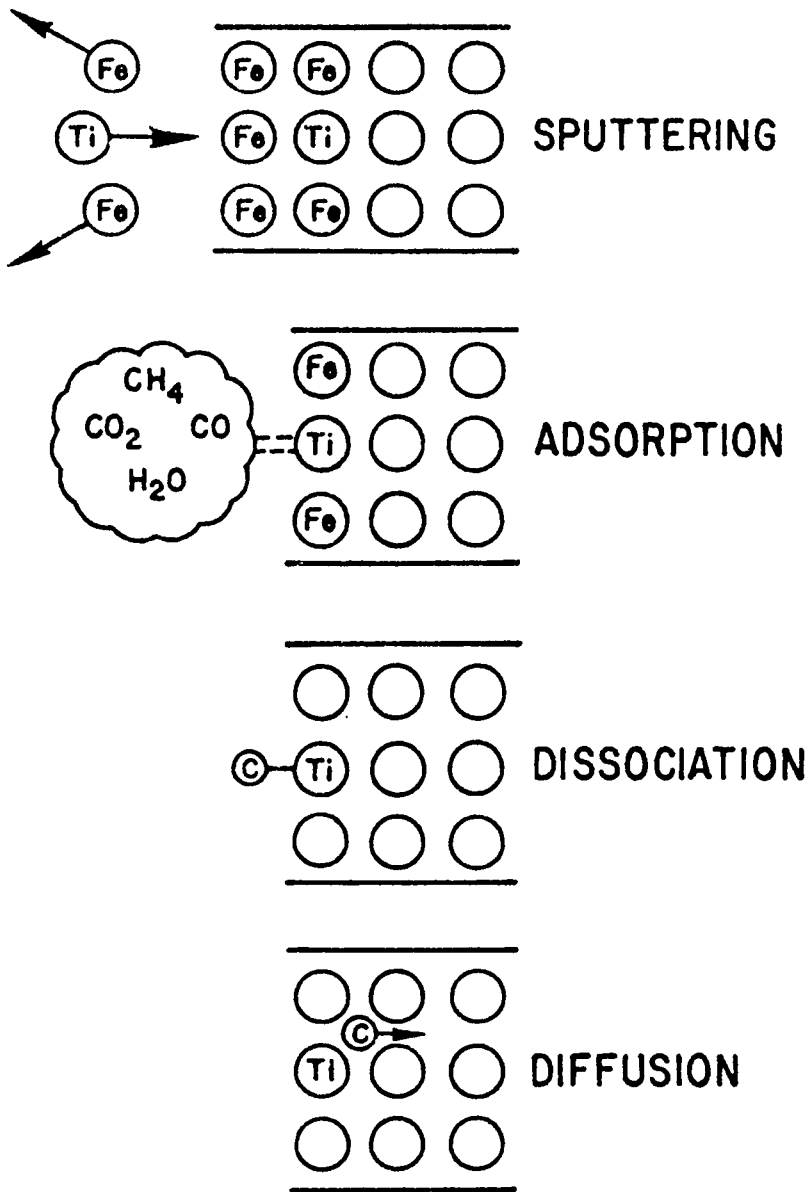 Fe Fe Fe
Ti Fe Ti SPUTTERING
Fe Fe Fe
CH₄ Fe
CO₂ CO Ti ADSORPTION
H₂O Fe
C Ti DISSOCIATION
C
Ti DIFFUSION